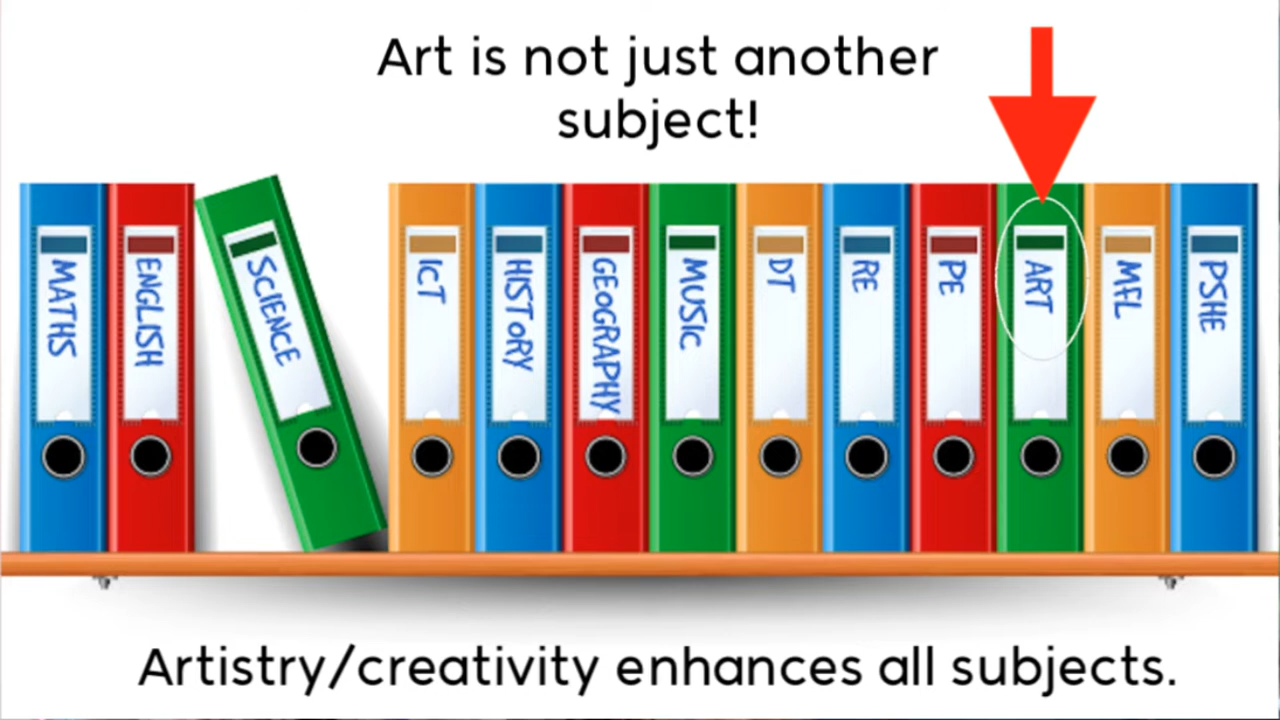 Art is not just another
subject!
MATHS
ENGLISH
SCIENCE
ICT
HISToRY
GEoGRAPHY
MUSIC
DT
RE
PE
ART
MFL
PSHE
Artistry/creativity enhances all subjects.